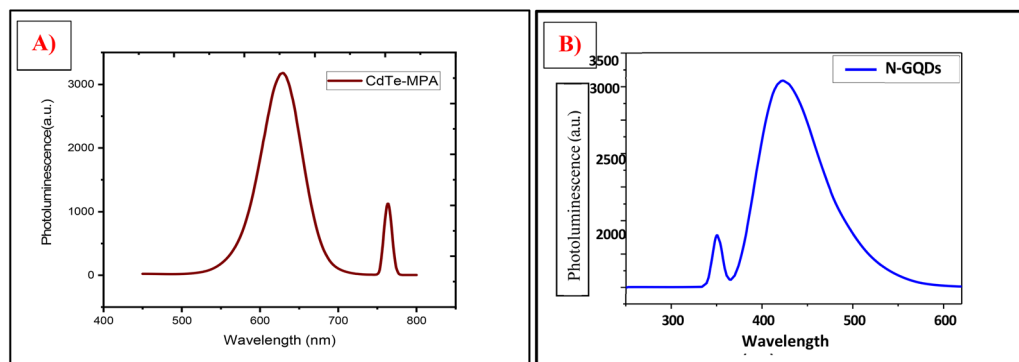 A)
CdTe-MPA
Photoluminescence(a.u.)
3000
2000
1000
0
400
500
600
700
800
Wavelength (nm)
B)
N-GQDs
Photoluminescence (a.u.)
3500
3000
2500
2000
300
400
500
600
Wavelength